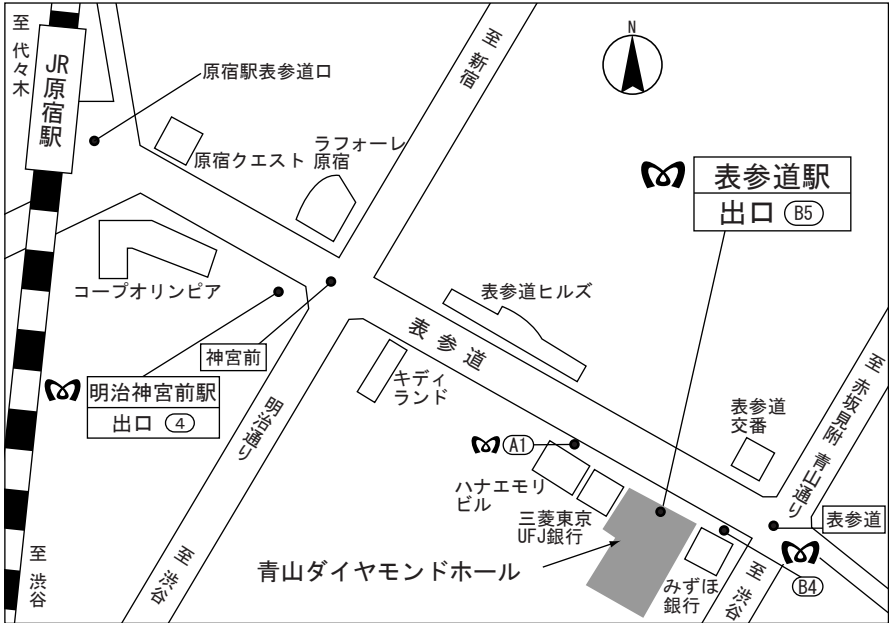 至 代々木
JR原宿駅
原宿駅表参道口
原宿クエスト
ラフォーレ
原宿
至 新宿
N
表参道駅
出口 B5
コープオリンピア
神宮前
明治神宮前駅
出口 4
表参道ヒルズ
表参道
キディ
ランド
明治通り
表参道
交番
至 赤坂見附 青山通り
A1
ハナエモリ
ビル
三菱東京
UFJ銀行
表参道
青山ダイヤモンドホール
みずほ
銀行
B4
至 渋谷
至 渋谷
至 渋谷